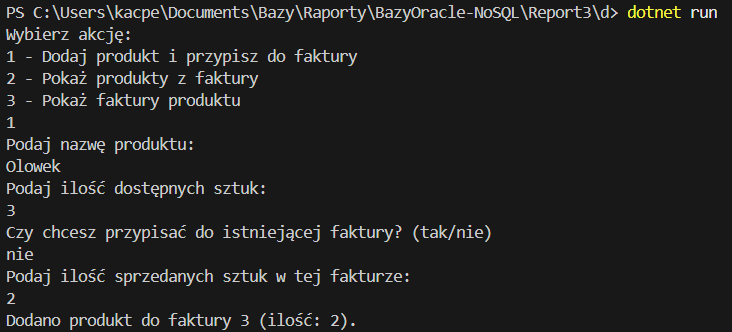 PS C:\Users\kacpe\Documents\Bazy\Raporty\BazyOracle-NoSQL\Report3\d> dotnet run
Wybierz akcję:
1 - Dodaj produkt i przypisz do faktury
2 - Pokaż produkty z faktury
3 - Pokaż faktury produktu
1
Podaj nazwę produktu:
Olowek
Podaj ilość dostępnych sztuk:
3
Czy chcesz przypisać do istniejącej faktury? (tak/nie)
nie
Podaj ilość sprzedanych sztuk w tej fakturze:
2
Dodano produkt do faktury 3 (ilość: 2).